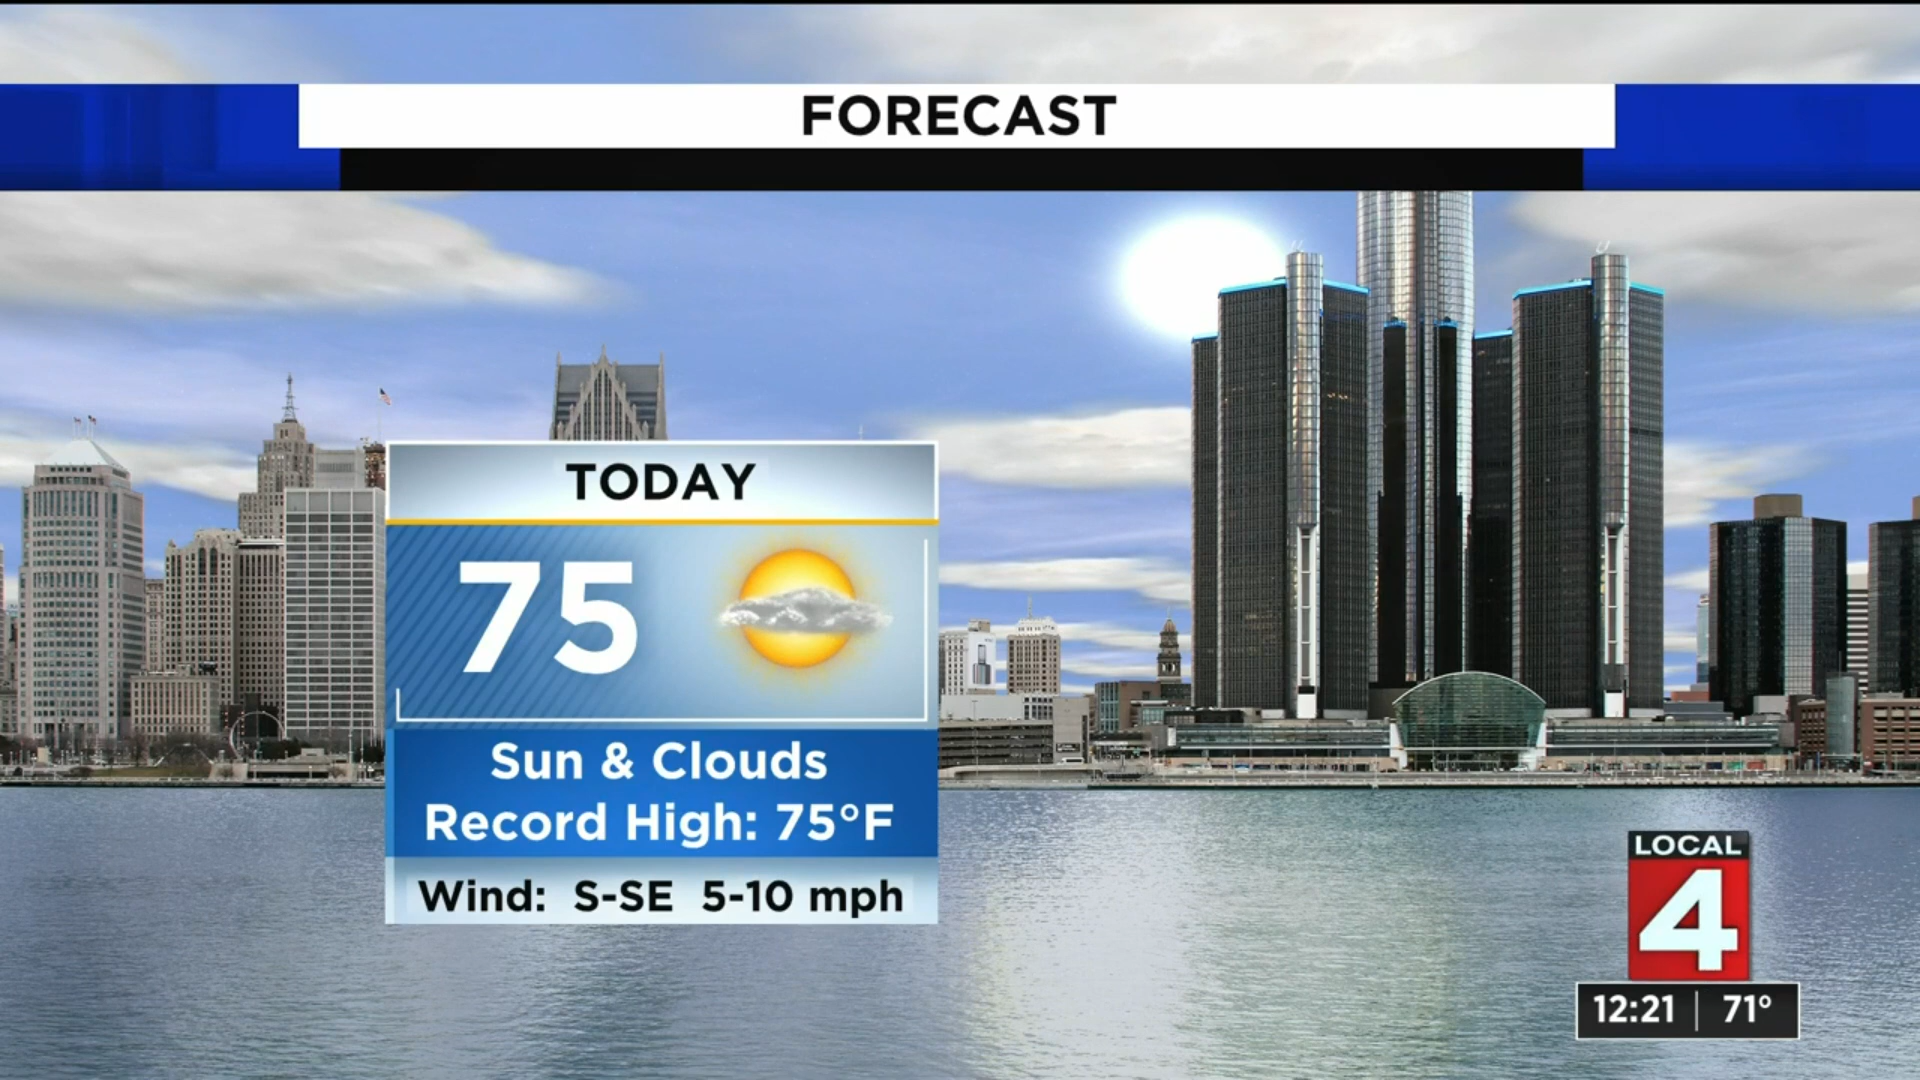 FORECAST
TODAY
75
Sun & Clouds
Record High: 75°F
Wind: S-SE 5-10 mph
LOCAL
4
12:21 71°